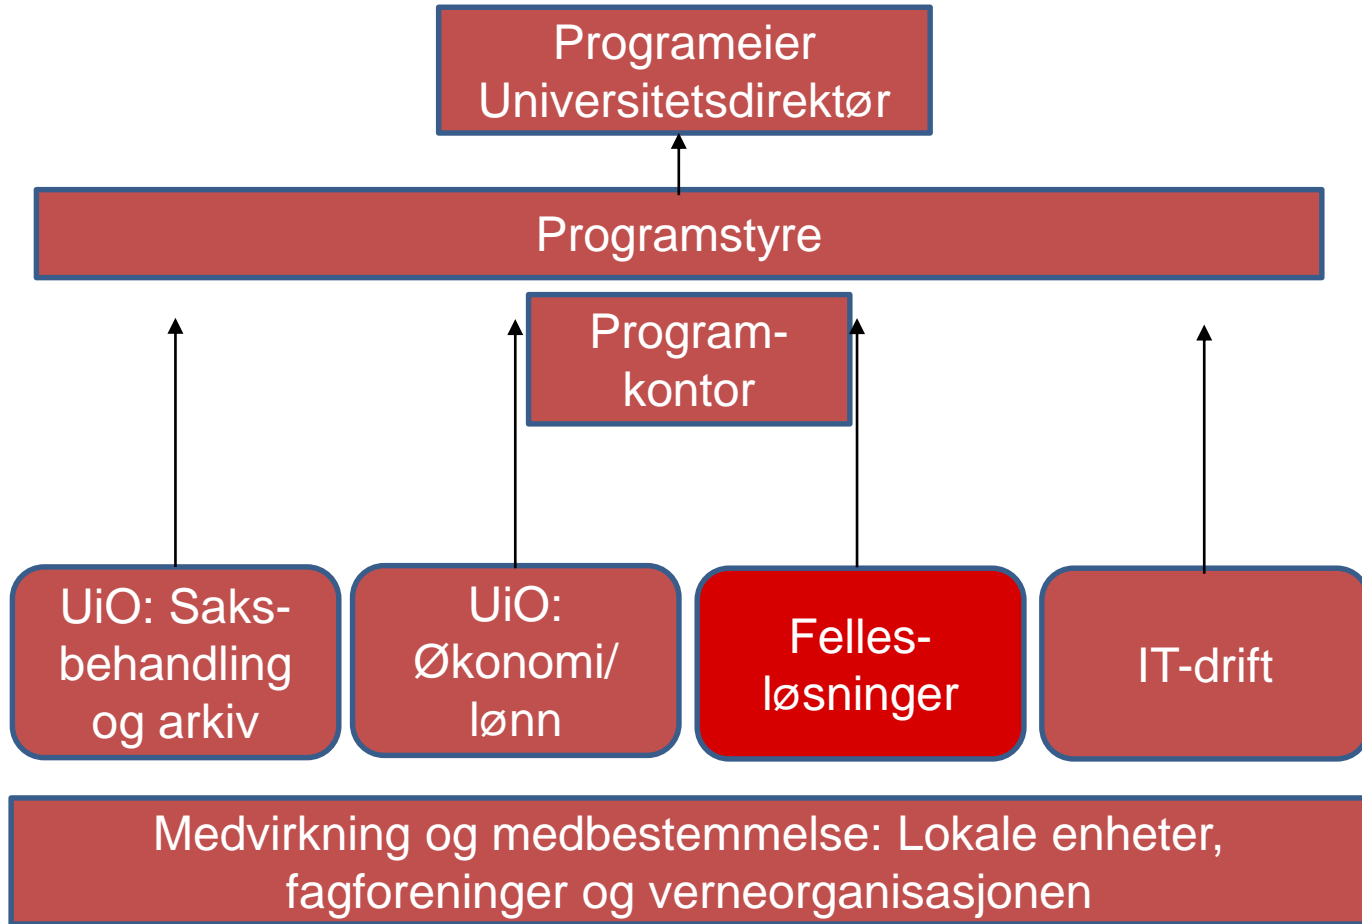 Programeier
Universitetsdirektør
Programstyre
Program-
kontor
UiO: Saks-
behandling
og arkiv
UiO:
Økonomi/
lønn
Felles-
løsninger
IT-drift
Medvirkning og medbestemmelse: Lokale enheter,
fagforeninger og verneorganisasjonen